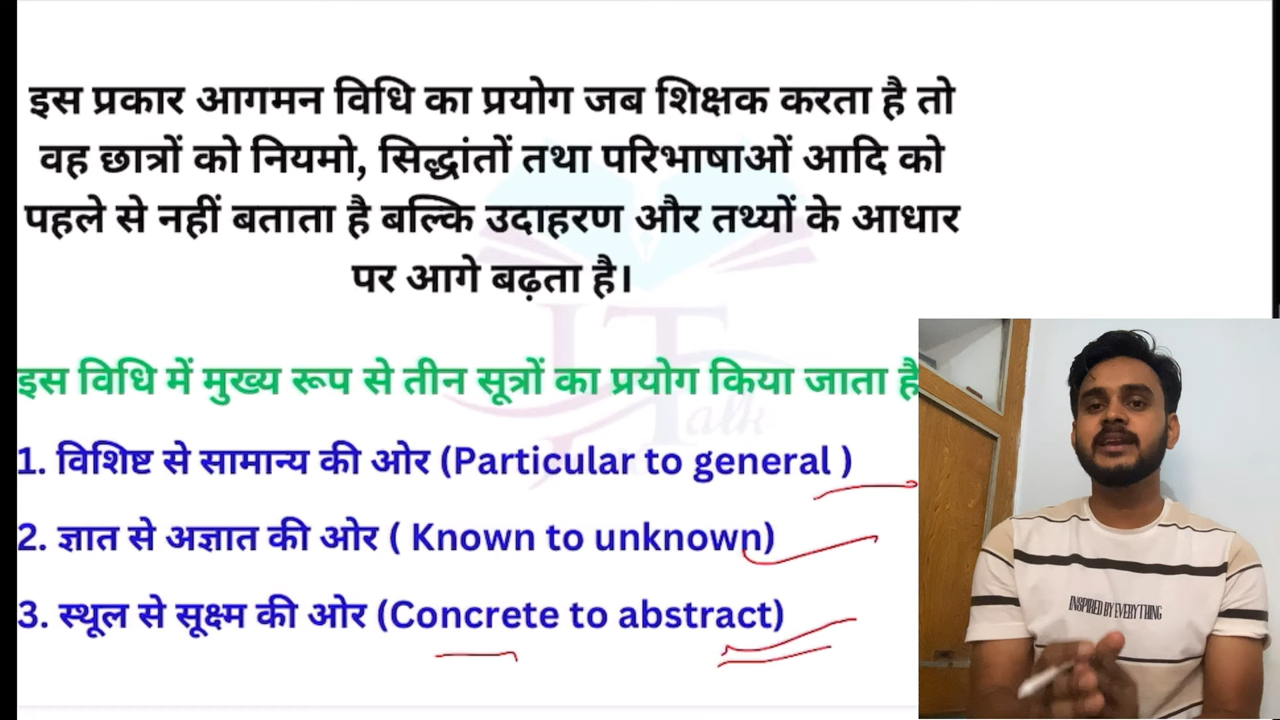 इस प्रकार आगमन विधि का प्रयोग जब शिक्षक करता है तो
वह छात्रों को नियमो, सिद्धांतों तथा परिभाषाओं आदि को
पहले से नहीं बताता है बल्कि उदाहरण और तथ्यों के आधार
पर आगे बढ़ता है।
इस विधि में मुख्य रूप से तीन सूत्रों का प्रयोग किया जाता है
1. विशिष्ट से सामान्य की ओर (Particular to general )
2. ज्ञात से अज्ञात की ओर ( Known to unknown)
3. स्थूल से सूक्ष्म की ओर (Concrete to abstract)
Talk
INSPIRED BY EVERYTHING